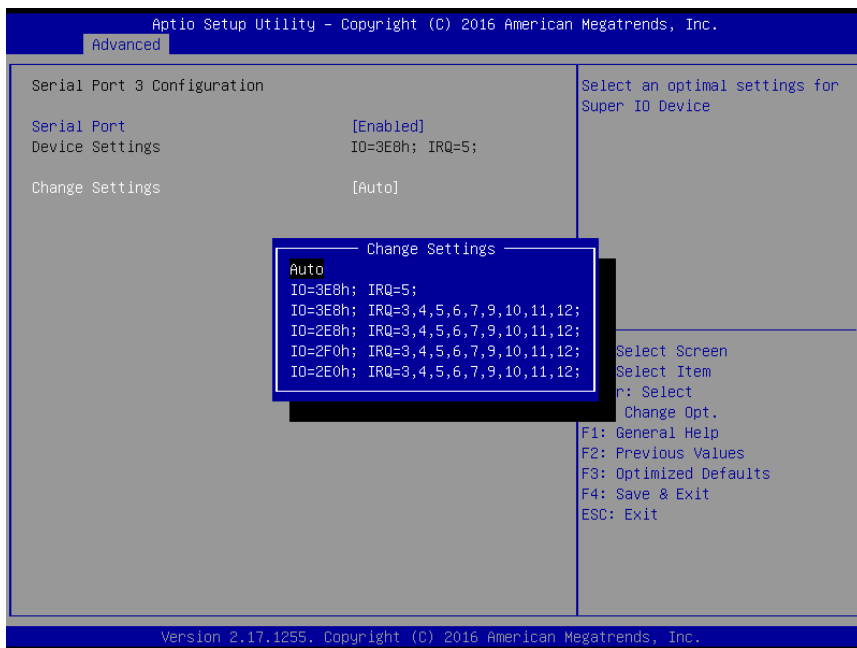 Aptio Setup Utility – Copyright (C) 2016 American Megatrends, Inc.
Advanced
Serial Port 3 Configuration
Serial Port [Enabled]
Device Settings IO=3E8h; IRQ=5;
Change Settings [Auto]
Select an optimal settings for
Super IO Device
Change Settings
Auto
IO=3E8h; IRQ=5;
IO=3E8h; IRQ=3,4,5,6,7,9,10,11,12;
IO=2E8h; IRQ=3,4,5,6,7,9,10,11,12;
IO=2F0h; IRQ=3,4,5,6,7,9,10,11,12;
IO=2E0h; IRQ=3,4,5,6,7,9,10,11,12;
Select Screen
Select Item
r: Select
Change Opt.
F1: General Help
F2: Previous Values
F3: Optimized Defaults
F4: Save & Exit
ESC: Exit
Version 2.17.1255. Copyright (C) 2016 American Megatrends, Inc.